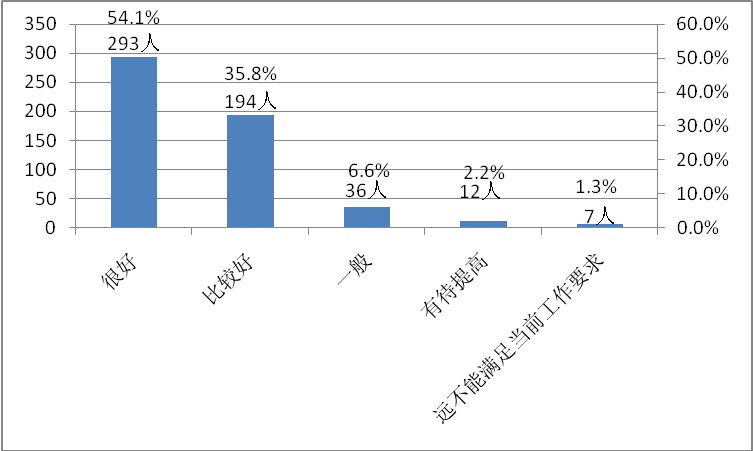 350
300
250
200
150
100
50
0
54.1%
293人
35.8%
194人
6.6%
36人
2.2%
12人
1.3%
7人
60.0%
50.0%
40.0%
30.0%
20.0%
10.0%
0.0%
很好
比较好
一般
有待提高
远不能满足当前工作要求